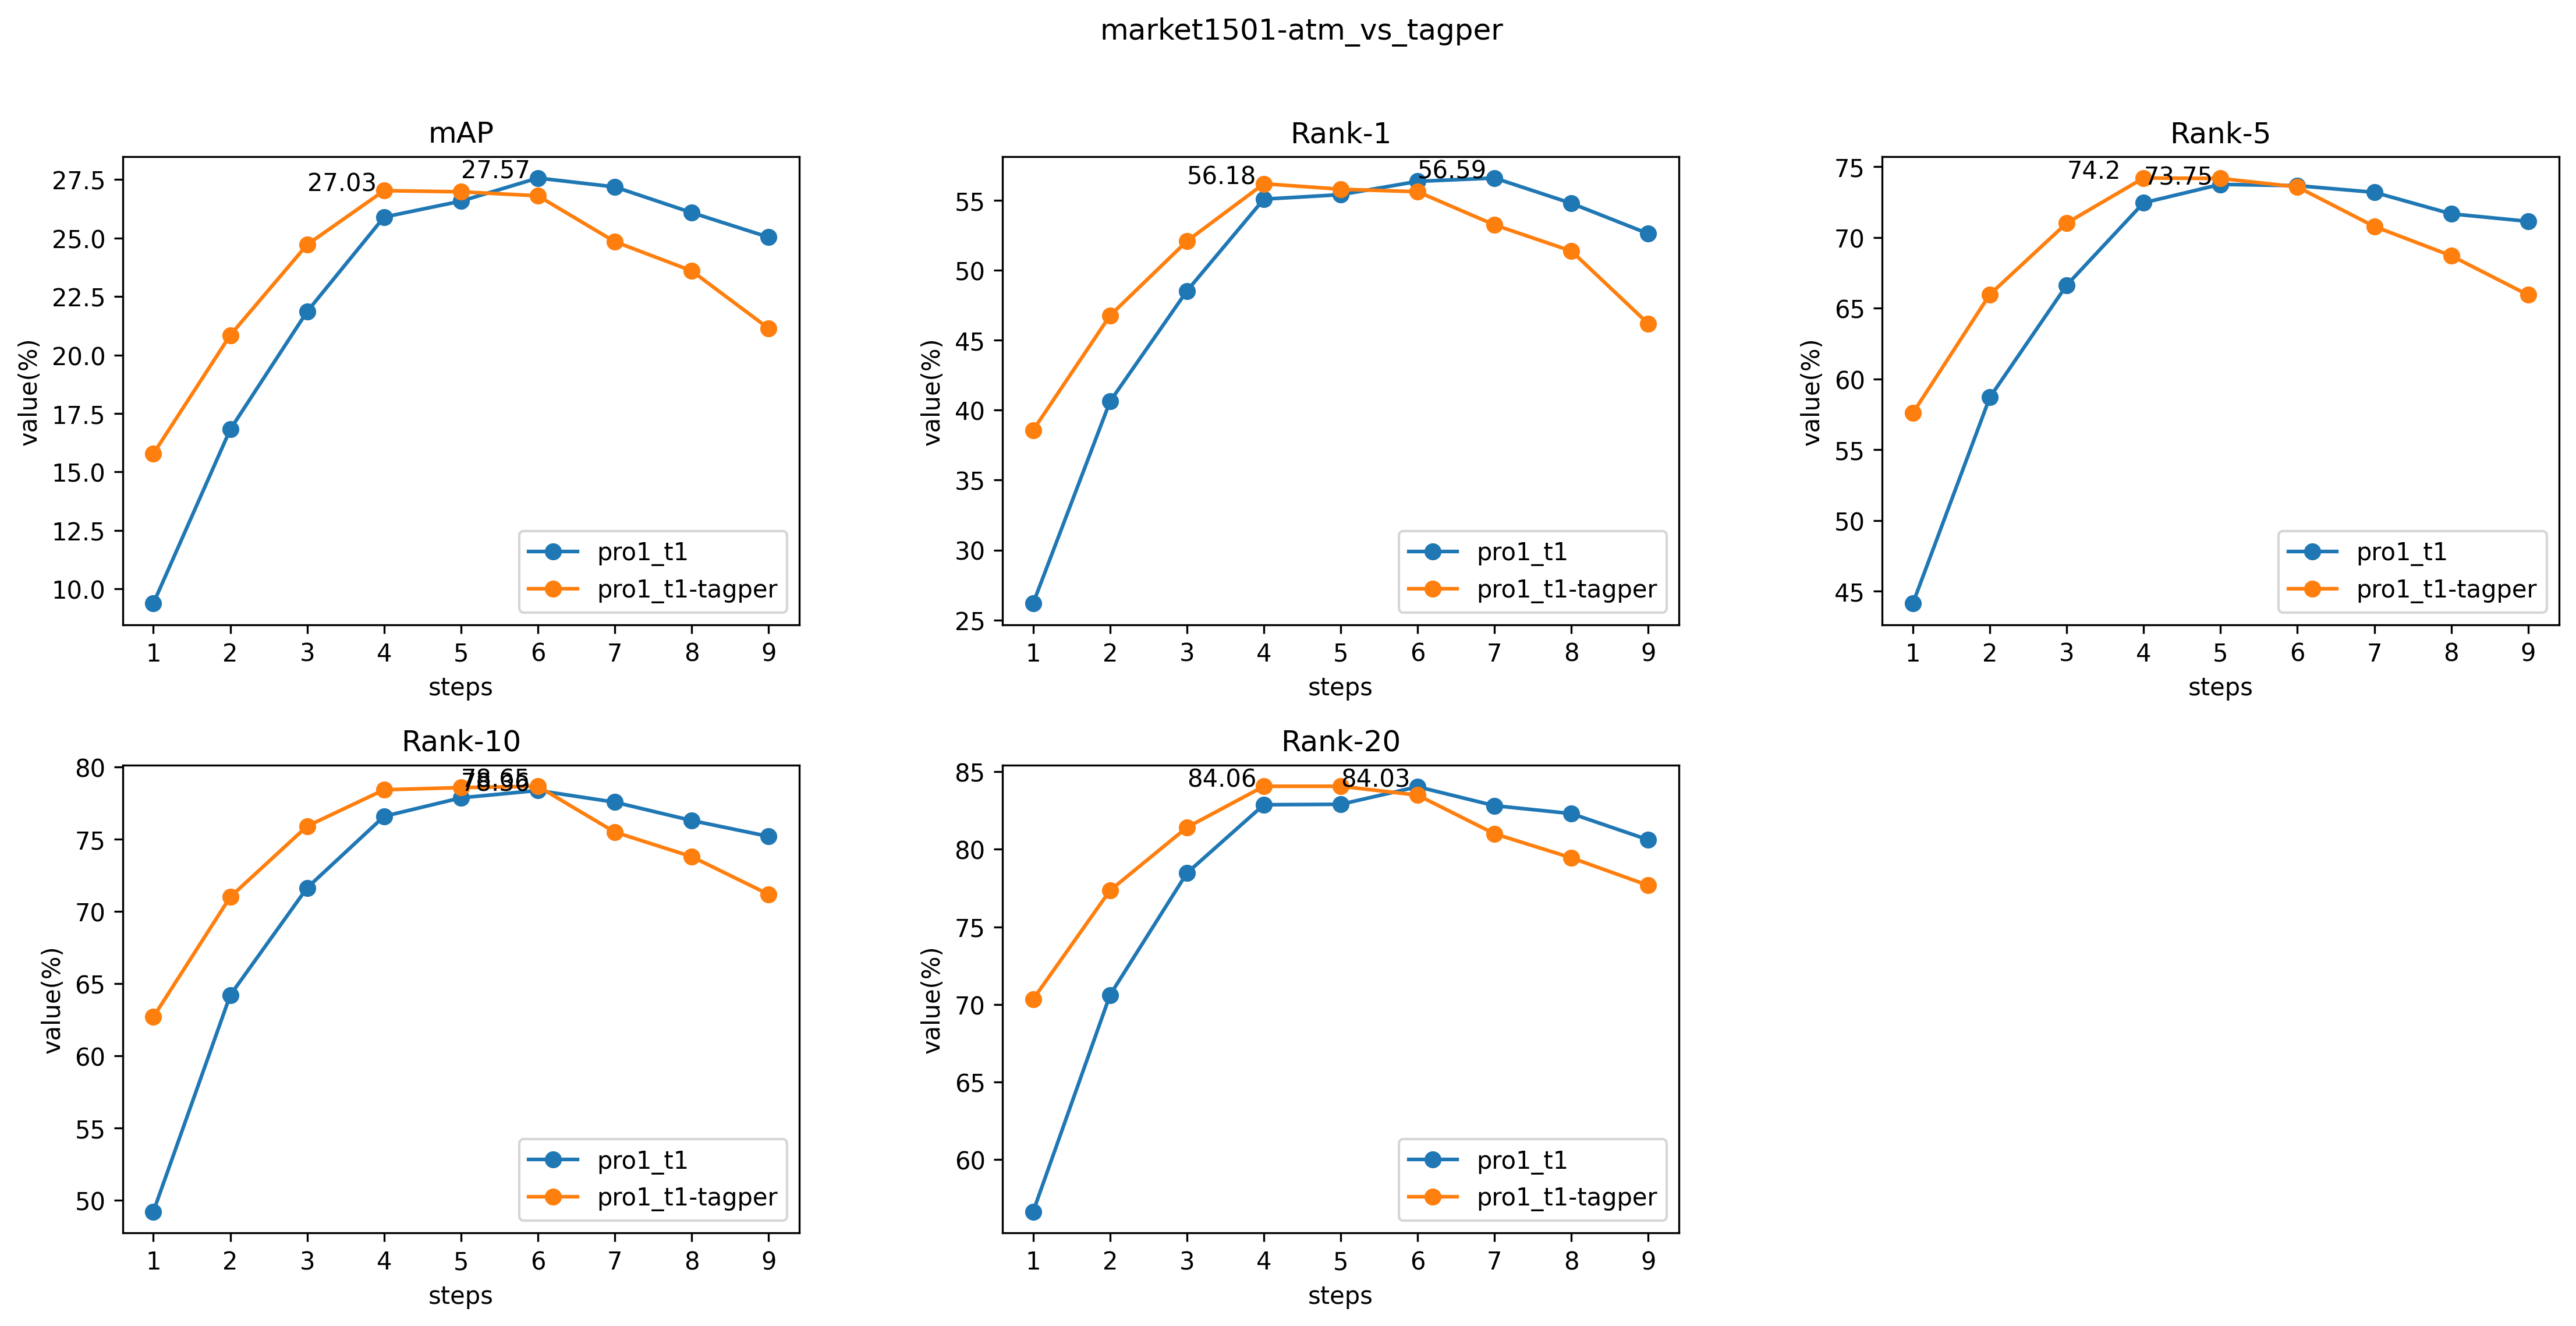 market1501-atm_vs_tagper
mAP
27.57
27.03
27.5
25.0
22.5
20.0
17.5
15.0
12.5
10.0
value(%)
pro1_t1
pro1_t1-tagper
1 2 3 4 5 6 7 8 9
steps
Rank-1
56.18
56.59
55
50
45
40
35
30
25
value(%)
pro1_t1
pro1_t1-tagper
1 2 3 4 5 6 7 8 9
steps
Rank-5
74.2
73.75
75
70
65
60
55
50
45
value(%)
pro1_t1
pro1_t1-tagper
1 2 3 4 5 6 7 8 9
steps
Rank-10
78.65
80
75
70
65
60
55
50
value(%)
pro1_t1
pro1_t1-tagper
1 2 3 4 5 6 7 8 9
steps
Rank-20
84.06
84.03
85
80
75
70
65
60
value(%)
pro1_t1
pro1_t1-tagper
1 2 3 4 5 6 7 8 9
steps